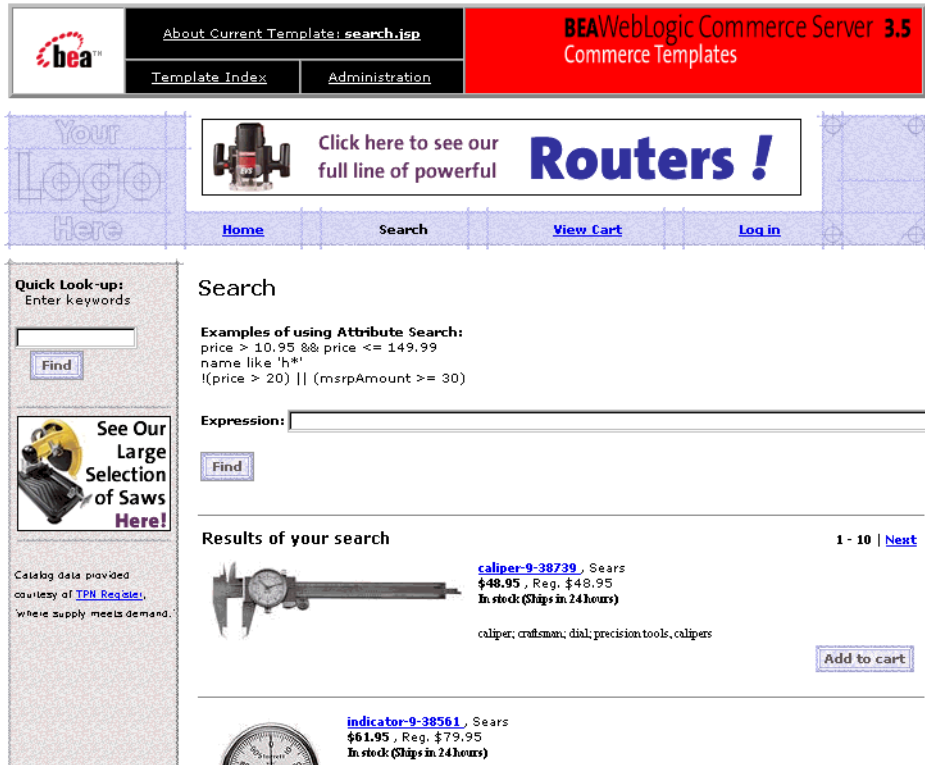 bea™
About Current Template: search.jsp
Template Index
Administration
BEAWebLogic Commerce Server 3.5
Commerce Templates
Your
Logo
Here
EVS
Click here to see our
full line of powerful
Routers !
Home
Search
View Cart
Log in
Quick Look-up:
Enter keywords
Find
See Our
Large
Selection
of Saws
Here!
Catalog data provided
courtesy of TPN Register,
'where supply meets demand.'
Search
Examples of using Attribute Search:
price > 10.95 && price <= 149.99
name like 'h*'
!(price > 20) || (msrpAmount >= 30)
Expression:
Find
Results of your search
1 - 10 | Next
caliper-9-38739 , Sears
$48.95 , Reg. $48.95
In stock (Ships in 24 hours)
caliper; craftsman; dial; precision tools, calipers
Add to cart
indicator-9-38561 , Sears
$61.95 , Reg. $79.95
In stock (Ships in 24 hours)